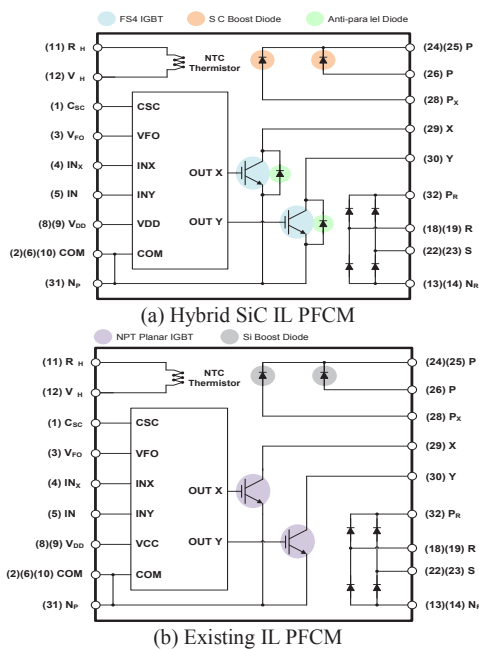 FS4 IGBT S C Boost Diode Anti-para lel Diode
(11) R H
NTC
Thermistor
(24)(25) P
(12) V H
(26) P
(1) CSC
CSC
(28) PX
(3) VFO
VFO
(29) X
(4) INX
INX
OUT X
(30) Y
(5) IN
INY
(32) PR
(8)(9) VDD
VDD
OUT Y
(18)(19) R
(2)(6)(10) COM
COM
(22)(23) S
(31) NP
(13)(14) NR
(a) Hybrid SiC IL PFCM
NPT Planar IGBT Si Boost Diode
(11) R H
NTC
Thermistor
(24)(25) P
(12) V H
(26) P
(1) CSC
CSC
(28) PX
(3) VFO
VFO
(29) X
(4) INX
INX
OUT X
(30) Y
(5) IN
INY
(32) PR
(8)(9) VDD
VCC
OUT Y
(18)(19) R
(2)(6)(10) COM
COM
(22)(23) S
(31) NP
(13)(14) NR
(b) Existing IL PFCM